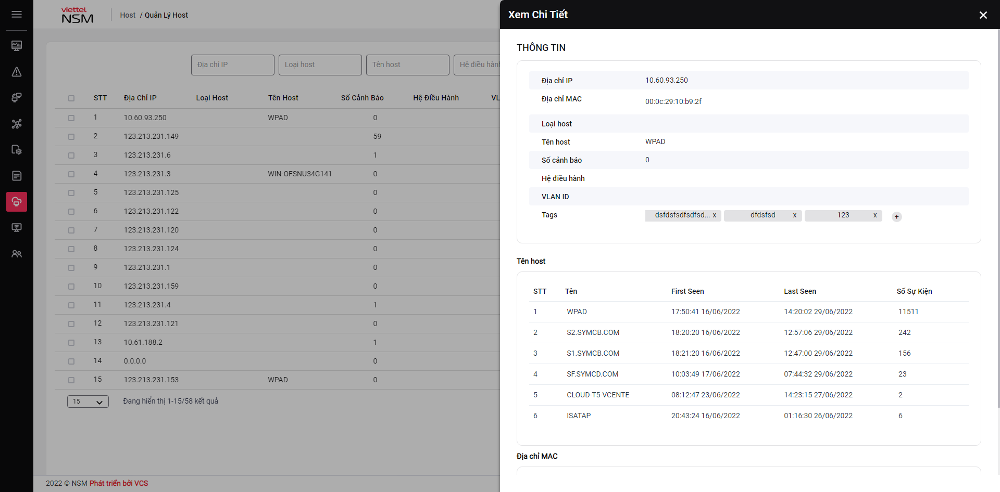 viettel
NSM
Host / Quản Lý Host
Địa chỉ IP
Loại host
Tên host
Hệ điều hành
STT Địa Chỉ IP Loại Host Tên Host Số Cảnh Báo Hệ Điều Hành VL
1 10.60.93.250 WPAD 0
2 123.213.231.149 59
3 123.213.231.6 1
4 123.213.231.3 WIN-OFSNU34G141 0
5 123.213.231.125 0
6 123.213.231.122 0
7 123.213.231.120 0
8 123.213.231.124 0
9 123.213.231.1 0
10 123.213.231.159 0
11 123.213.231.4 1
12 123.213.231.121 0
13 10.61.188.2 1
14 0.0.0.0 0
15 123.213.231.153 WPAD 0
15 Đang hiển thị 1-15/58 kết quả
2022 © NSM Phát triển bởi VCS
Xem Chi Tiết
THÔNG TIN
Địa chỉ IP 10.60.93.250
Địa chỉ MAC 00:0c:29:10:b9:2f
Loại host
Tên host WPAD
Số cảnh báo 0
Hệ điều hành
VLAN ID
Tags dsfdsfsdfsdfsd... x dfdsfsd x 123 x +
Tên host
STT Tên First Seen Last Seen Số Sự Kiện
1 WPAD 17:50:41 16/06/2022 14:20:02 29/06/2022 11511
2 S2.SYMCB.COM 18:20:20 16/06/2022 12:57:06 29/06/2022 242
3 S1.SYMCB.COM 18:21:20 16/06/2022 12:47:00 29/06/2022 156
4 SF.SYMCD.COM 10:03:49 17/06/2022 07:44:32 29/06/2022 23
5 CLOUD-T5-VCENTE 08:12:47 23/06/2022 14:23:15 27/06/2022 2
6 ISATAP 20:43:24 16/06/2022 01:16:30 26/06/2022 6
Địa chỉ MAC